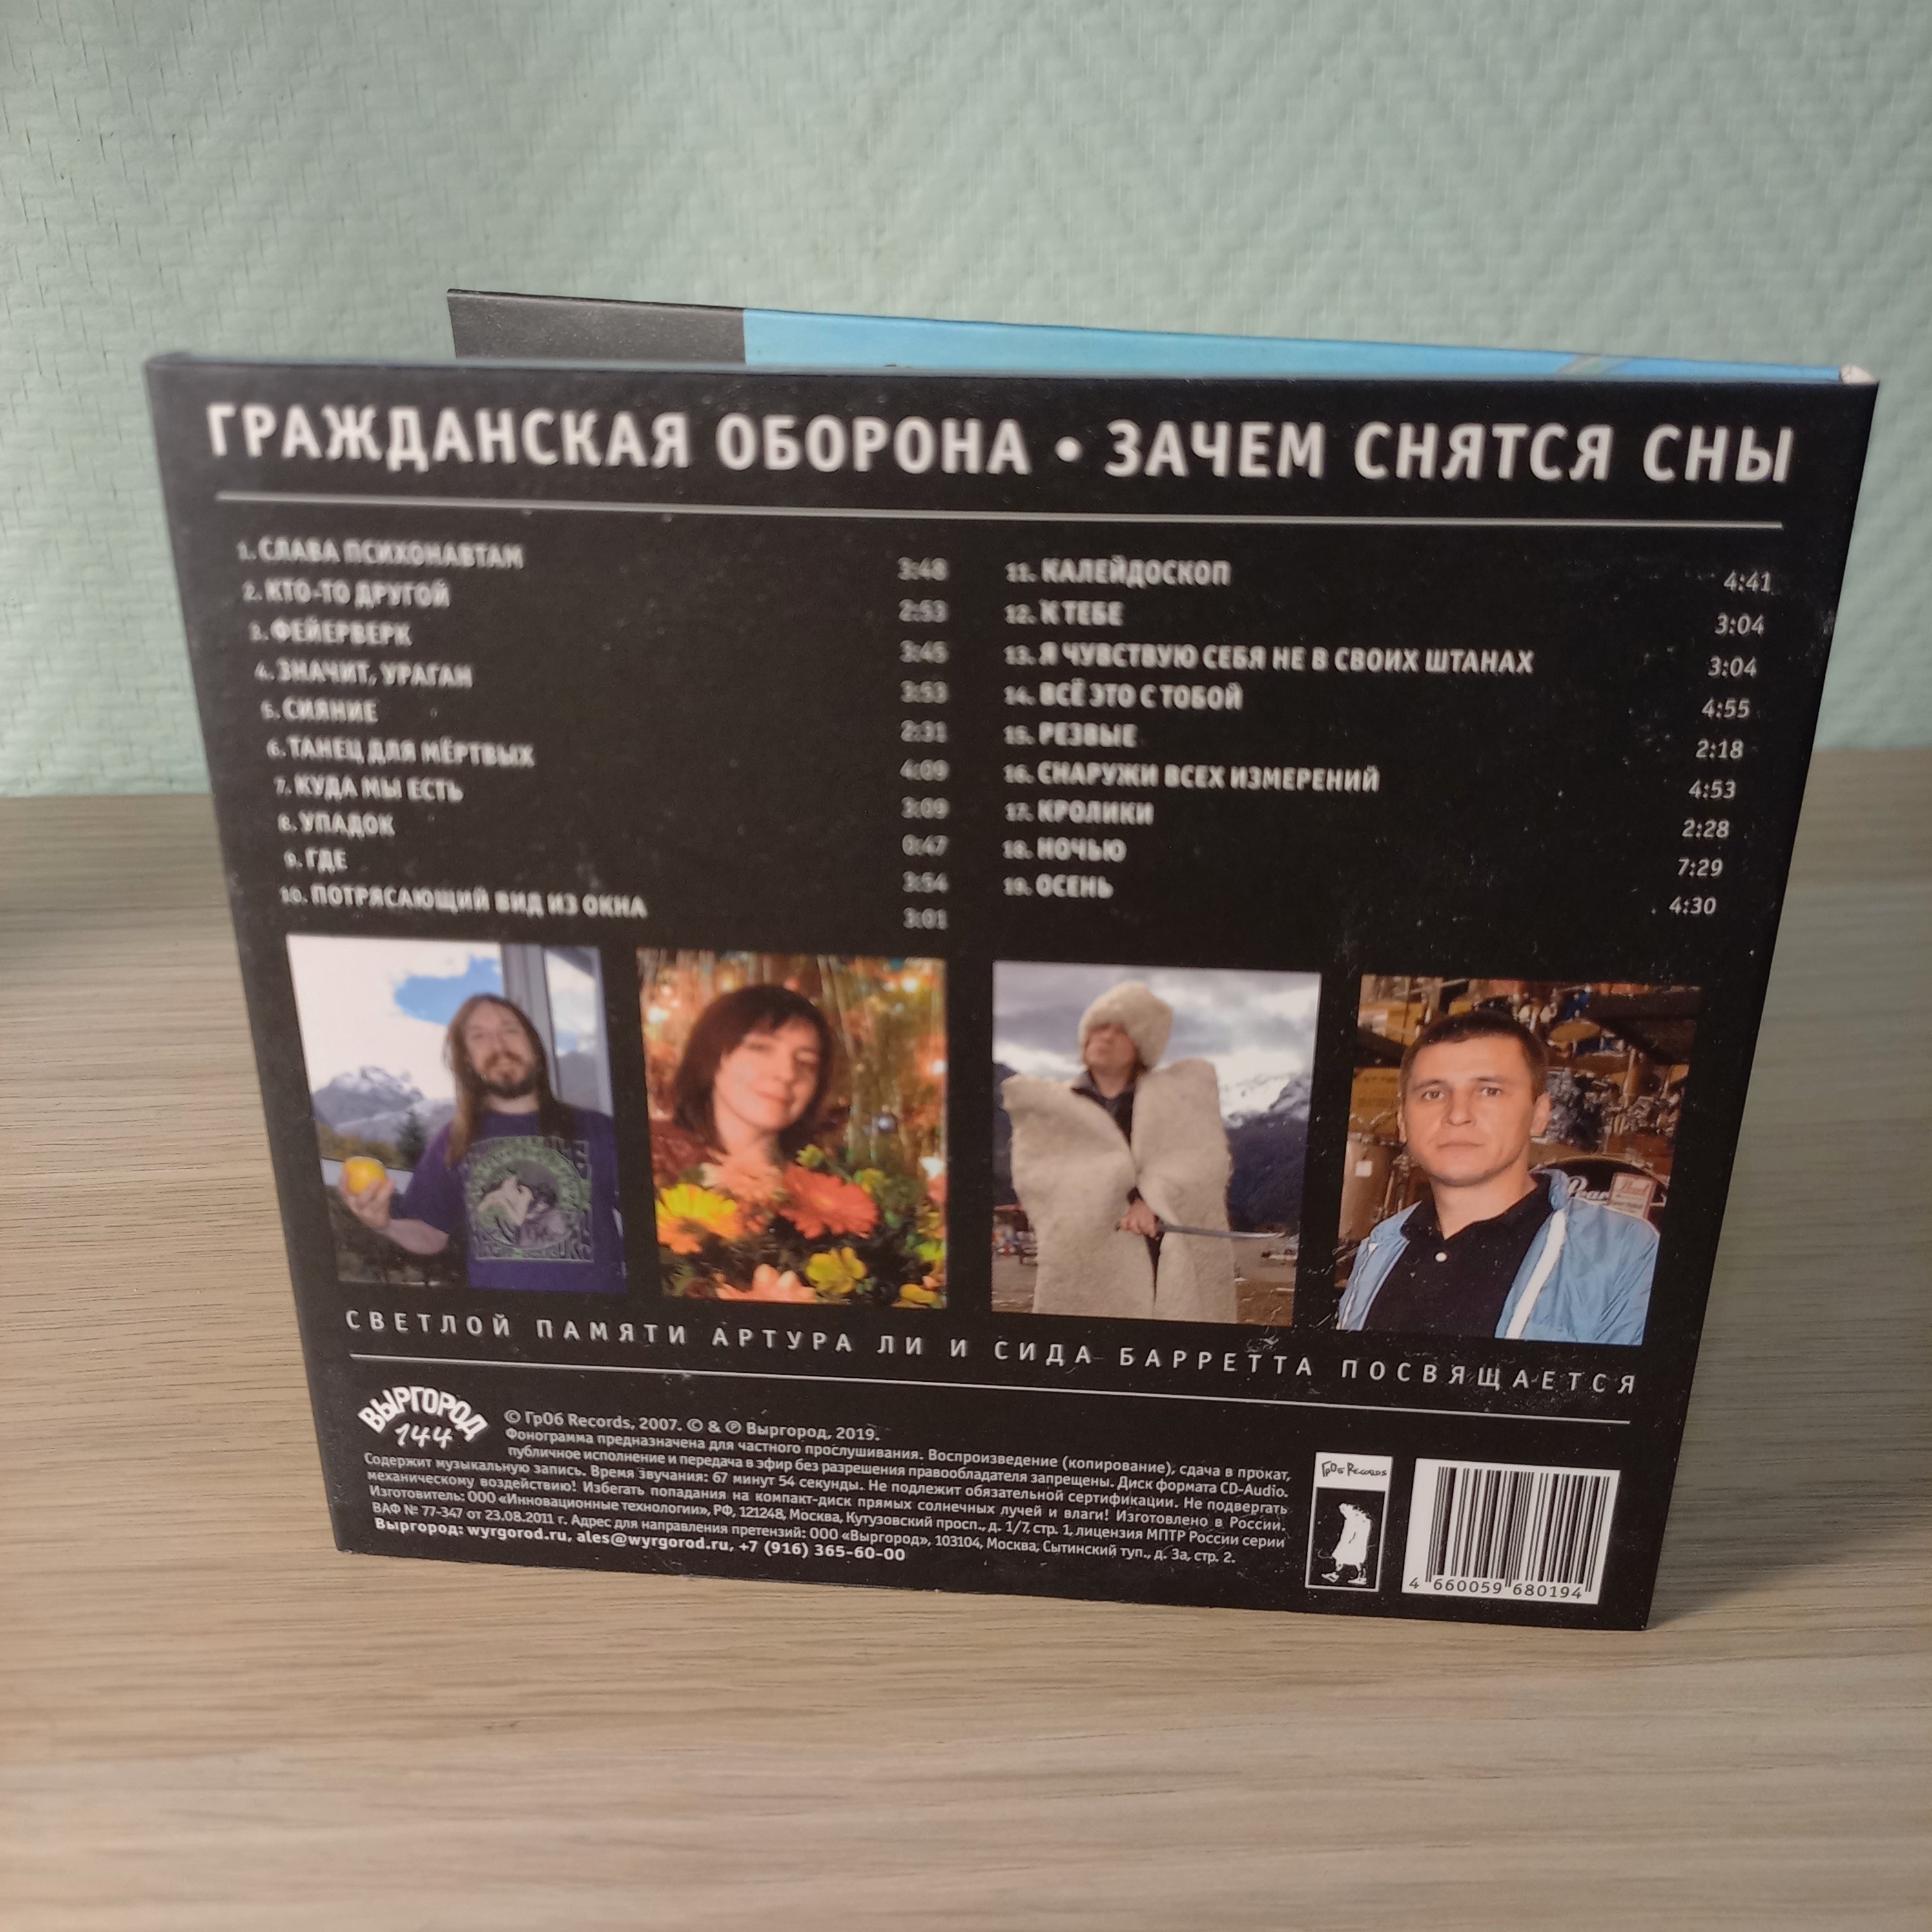 ГРАЖДАНСКАЯ ОБОРОНА • ЗАЧЕМ СНЯТСЯ СНЫ
1. СЛАВА ПСИХОНАВТАМ 3:48
2. КТО-ТО ДРУГОЙ 2:53
3. ФЕЙЕРВЕРК 3:45
4. ЗНАЧИТ, УРАГАН 3:53
5. СИЯНИЕ 2:31
6. ТАНЕЦ ДЛЯ МЁРТВЫХ 4:09
7. КУДА МЫ ЕСТЬ 3:09
8. УПАДОК 0:47
9. ГДЕ 3:54
10. ПОТРЯСАЮЩИЙ ВИД ИЗ ОКНА 3:01
11. КАЛЕЙДОСКОП 4:41
12. К ТЕБЕ 3:04
13. Я ЧУВСТВУЮ СЕБЯ НЕ В СВОИХ ШТАНАХ 3:04
14. ВСЁ ЭТО С ТОБОЙ 4:55
15. РЕЗВЫЕ 2:18
16. СНАРУЖИ ВСЕХ ИЗМЕРЕНИЙ 4:53
17. КРОЛИКИ 2:28
18. НОЧЬЮ 7:29
19. ОСЕНЬ 4:30
Pearl
СВЕТЛОЙ ПАМЯТИ АРТУРА ЛИ И СИДА БАРРЕТТА ПОСВЯЩАЕТСЯ
ВЫРГОРОД
144
© ГрОб Records, 2007. © & ℗ Выргород, 2019.
Фонограмма предназначена для частного прослушивания. Воспроизведение (копирование), сдача в прокат,
публичное исполнение и передача в эфир без разрешения правообладателя запрещены. Диск формата CD-Audio.
Содержит музыкальную запись. Время звучания: 67 минут 54 секунды. Не подлежит обязательной сертификации. Не подвергать
механическому воздействию! Избегать попадания на компакт-диск прямых солнечных лучей и влаги! Изготовлено в России.
Изготовитель: ООО «Инновационные технологии», РФ, 121248, Москва, Кутузовский просп., д. 1/7, стр. 1, лицензия МПТР России серии
ВАФ № 77-347 от 23.08.2011 г. Адрес для направления претензий: ООО «Выргород», 103104, Москва, Сытинский туп., д. 3а, стр. 2.
Выргород: wyrgorod.ru, ales@wyrgorod.ru, +7 (916) 365-60-00
ГрОб Records
4 660059 680194